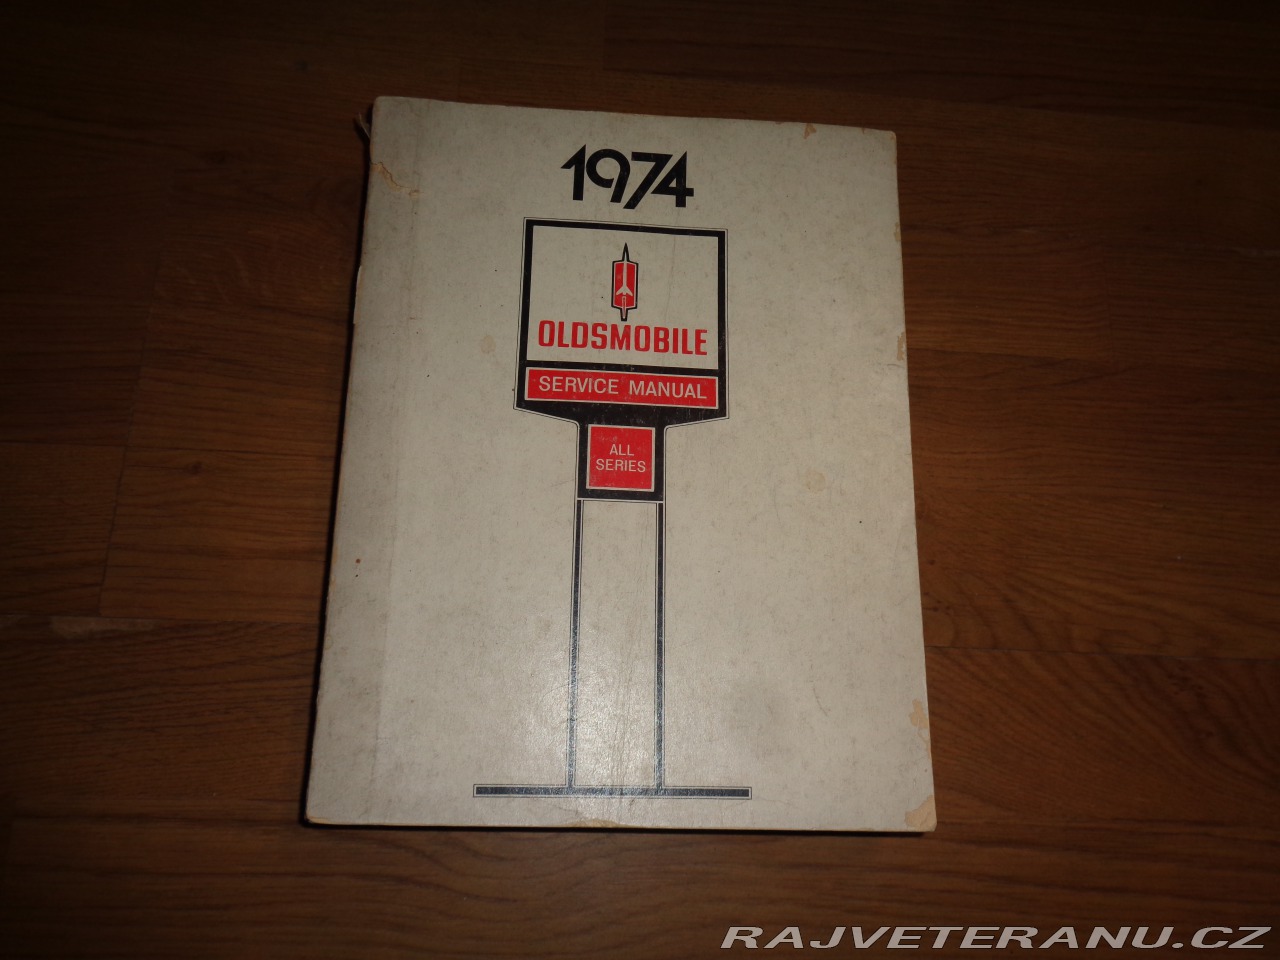 1974
OLDSMOBILE
SERVICE MANUAL
ALL
SERIES
RAJVETERANU.CZ